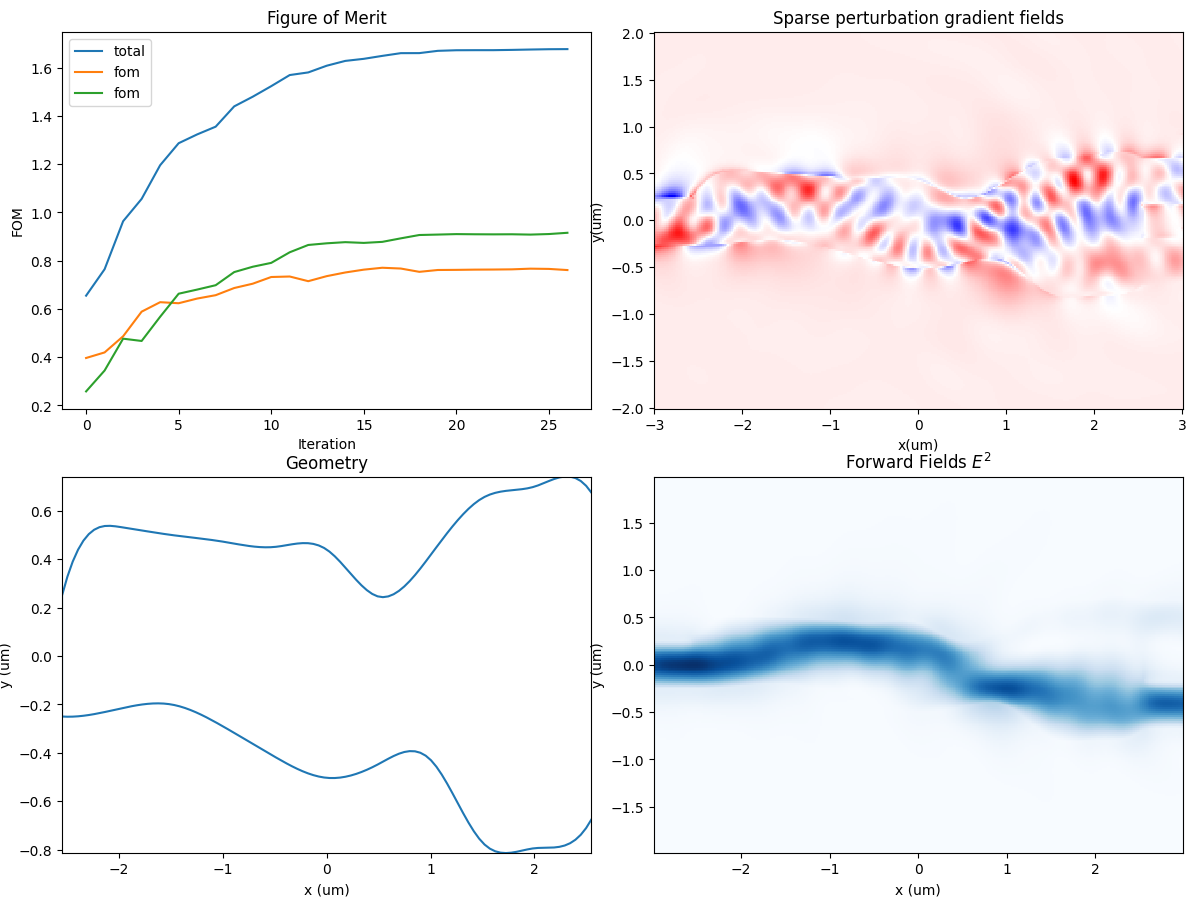 Figure of Merit
total
fom
fom
1.6
1.4
1.2
1.0
0.8
0.6
0.4
0.2
FOM
0 5 10 15 20 25
Iteration
Sparse perturbation gradient fields
2.0
1.5
1.0
0.5
0.0
−0.5
−1.0
−1.5
−2.0
y(um)
−3 −2 −1 0 1 2 3
x(um)
Geometry
0.6
0.4
0.2
0.0
−0.2
−0.4
−0.6
−0.8
y (um)
−2 −1 0 1 2
x (um)
Forward Fields E²
1.5
1.0
0.5
0.0
−0.5
−1.0
−1.5
y (um)
−2 −1 0 1 2
x (um)